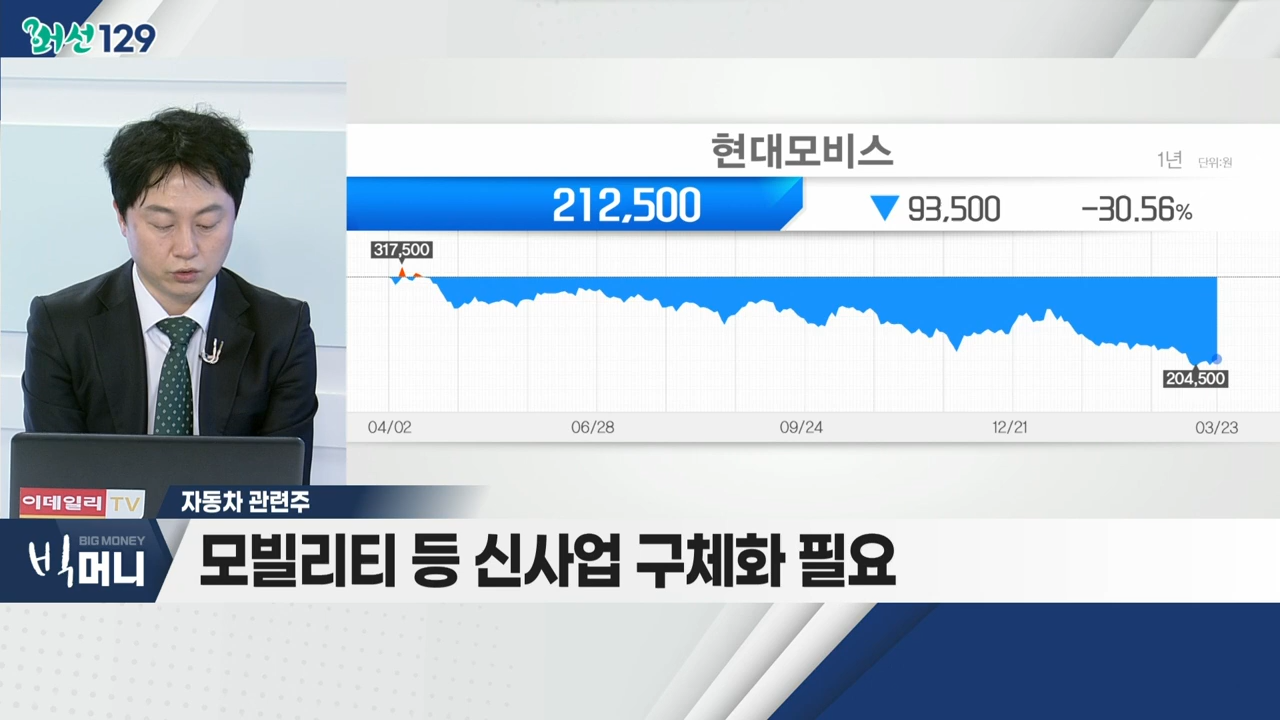 머선129
현대모비스
1년 단위:원
212,500 ▼ 93,500 -30.56%
317,500
204,500
04/02 06/28 09/24 12/21 03/23
이데일리TV
자동차 관련주
BIG MONEY
빅머니
모빌리티 등 신사업 구체화 필요